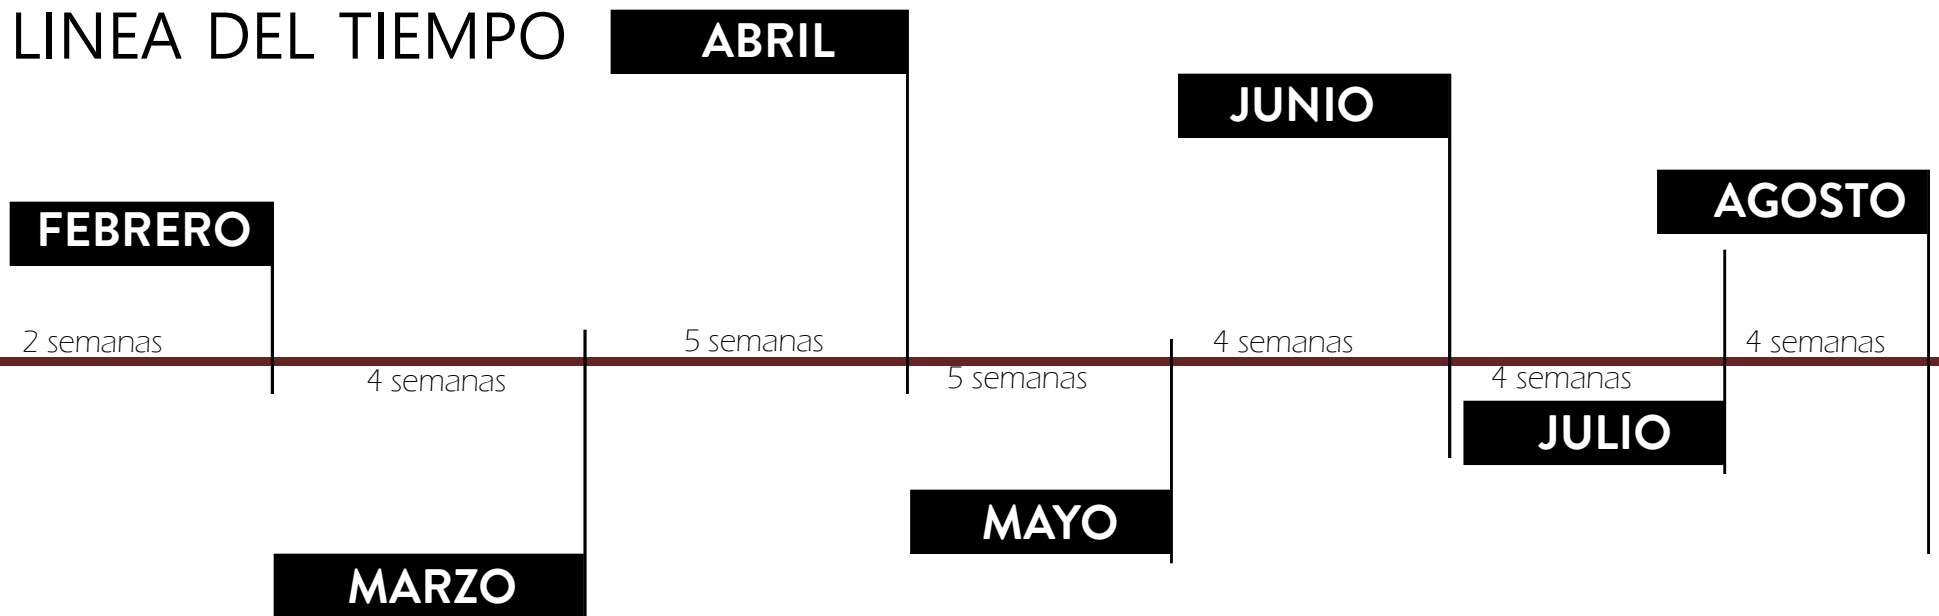 LINEA DEL TIEMPO
ABRIL
JUNIO
AGOSTO
FEBRERO
2 semanas
4 semanas
5 semanas
5 semanas
4 semanas
4 semanas
4 semanas
JULIO
MAYO
MARZO